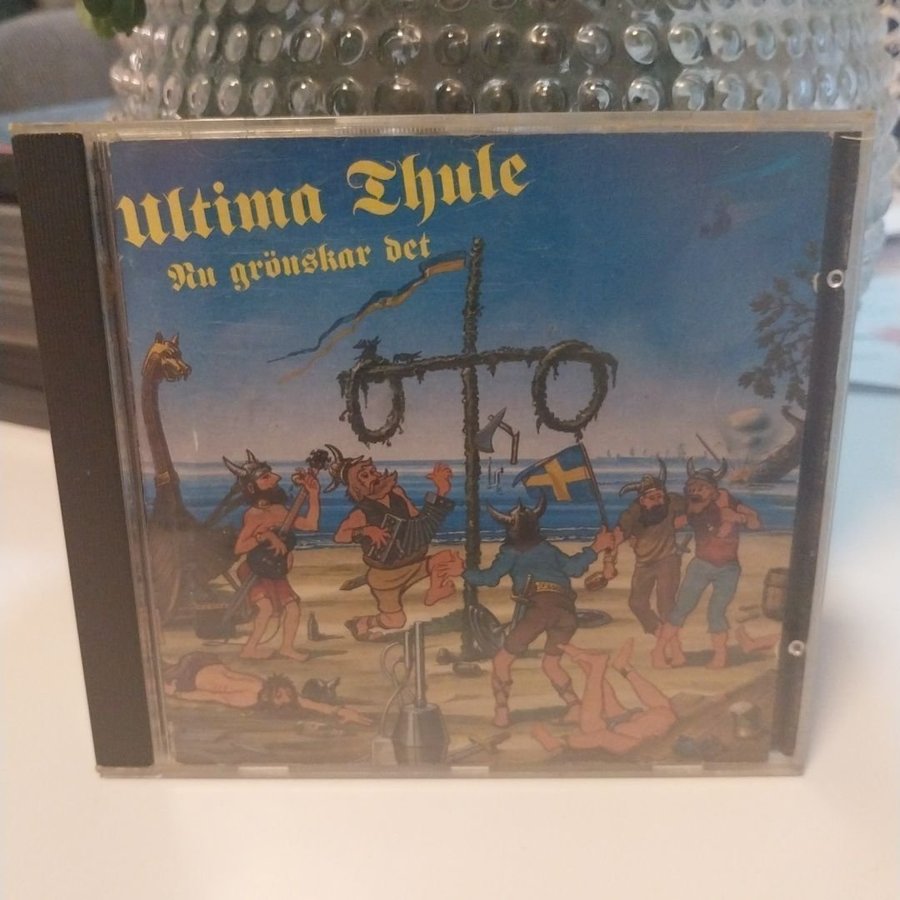 Ultima Thule
Nu grönskar det